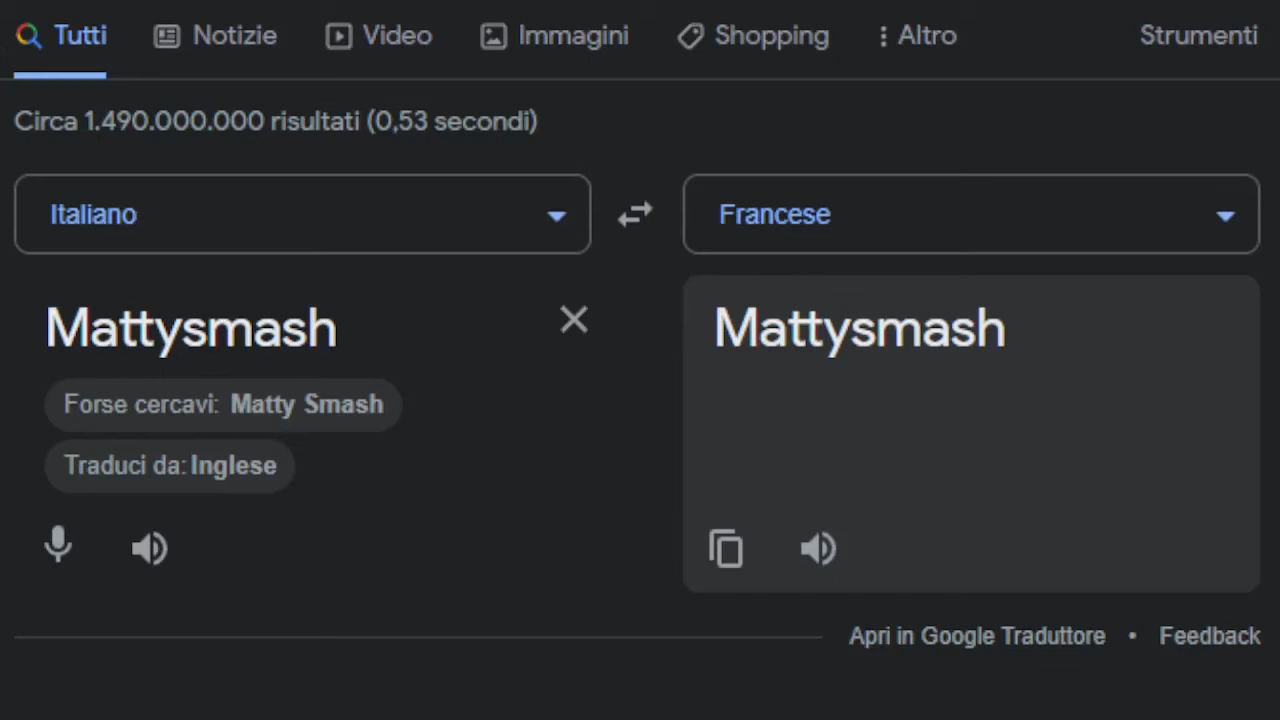 Tutti Notizie Video Immagini Shopping Altro Strumenti
Circa 1.490.000.000 risultati (0,53 secondi)
Italiano Francese
Mattysmash Mattysmash
Forse cercavi: Matty Smash
Traduci da: Inglese
Apri in Google Traduttore • Feedback